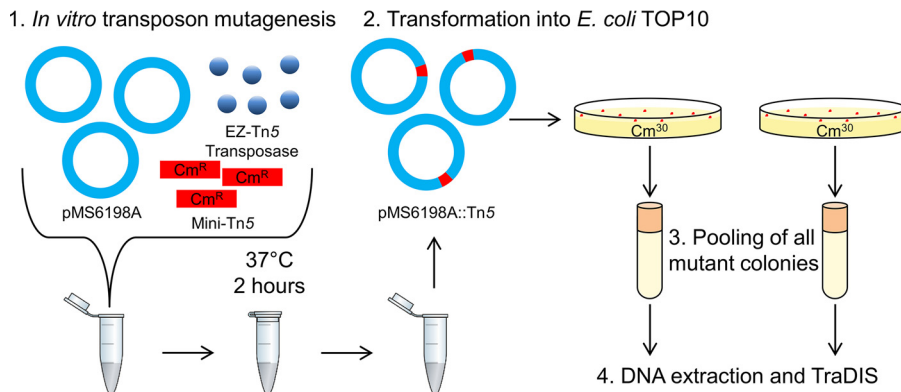 1. In vitro transposon mutagenesis
2. Transformation into E. coli TOP10
EZ-Tn5
Transposase
CmR
CmR
CmR
pMS6198A
Mini-Tn5
37°C
2 hours
pMS6198A::Tn5
Cm30
Cm30
3. Pooling of all
mutant colonies
4. DNA extraction and TraDIS